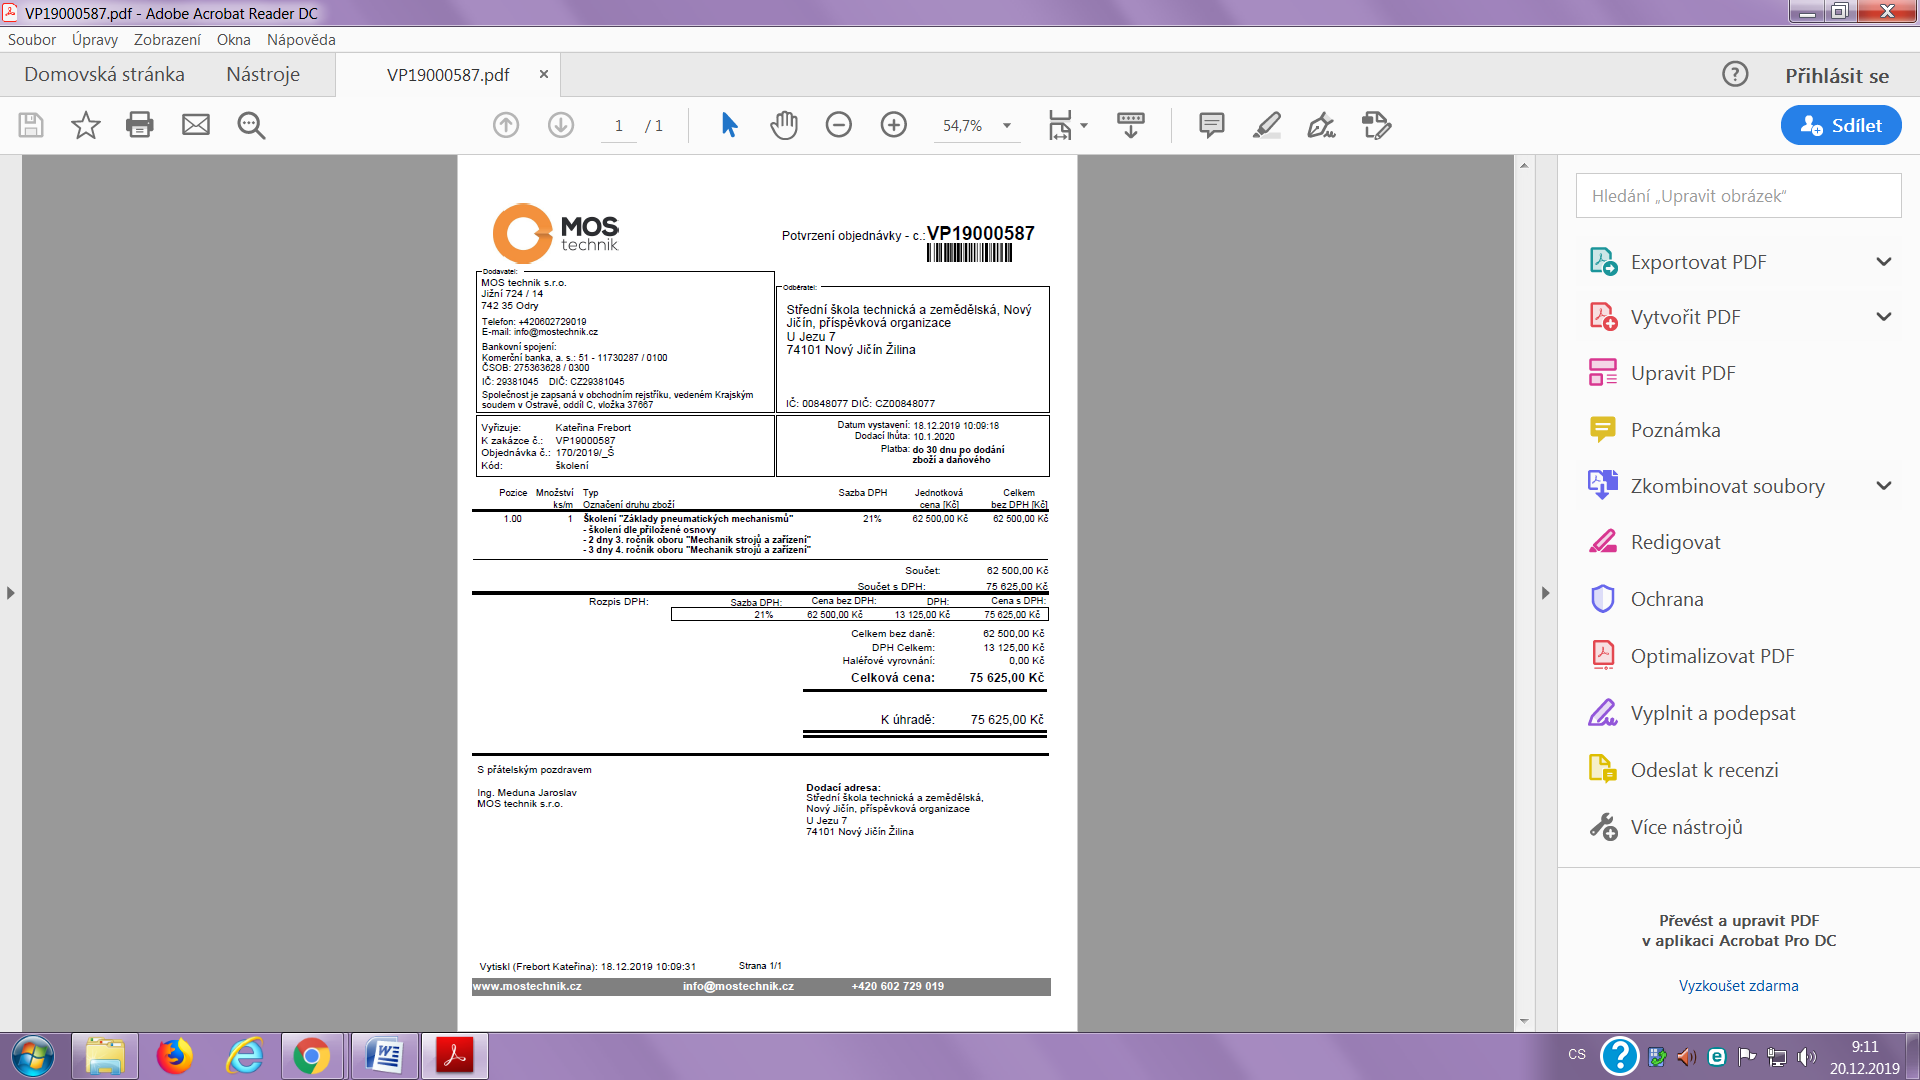 VP19000587.pdf - Adobe Acrobat Reader DC
Soubor Úpravy Zobrazení Okna Nápověda
Domovská stránka Nástroje VP19000587.pdf × Přihlásit se
1 / 1 54,7% Sdílet
MOS
technik
Potvrzení objednávky - c.: VP19000587
Dodavatel:
MOS technik s.r.o.
Jižní 724 / 14
742 35 Odry
Telefon: +420602729019
E-mail: info@mostechnik.cz
Bankovní spojení:
Komerční banka, a. s.: 51 - 11730287 / 0100
ČSOB: 275363628 / 0300
IČ: 29381045 DIČ: CZ29381045
Společnost je zapsaná v obchodním rejstříku, vedeném Krajským
soudem v Ostravě, oddíl C, vložka 37667
Odběratel:
Střední škola technická a zemědělská, Nový
Jičín, příspěvková organizace
U Jezu 7
74101 Nový Jičín Žilina
IČ: 00848077 DIČ: CZ00848077
Vyřizuje: Kateřina Frebort
K zakázce č.: VP19000587
Objednávka č.: 170/2019/_Š
Kód: školení
Datum vystavení: 18.12.2019 10:09:18
Dodací lhůta: 10.1.2020
Platba: do 30 dnu po dodání
zboží a daňového
Pozice Množství Typ Sazba DPH Jednotková Celkem
ks/m Označení druhu zboží cena [Kč] bez DPH [Kč]
1.00 1 Školení "Základy pneumatických mechanismů" 21% 62 500,00 Kč 62 500,00 Kč
- školení dle přiložené osnovy
- 2 dny 3. ročník oboru "Mechanik strojů a zařízení"
- 3 dny 4. ročník oboru "Mechanik strojů a zařízení"
Součet: 62 500,00 Kč
Součet s DPH: 75 625,00 Kč
Rozpis DPH: Sazba DPH: Cena bez DPH: DPH: Cena s DPH:
21% 62 500,00 Kč 13 125,00 Kč 75 625,00 Kč
Celkem bez daně: 62 500,00 Kč
DPH Celkem: 13 125,00 Kč
Haléřové vyrovnání: 0,00 Kč
Celková cena: 75 625,00 Kč
K úhradě: 75 625,00 Kč
S přátelským pozdravem
Ing. Meduna Jaroslav
MOS technik s.r.o.
Dodací adresa:
Střední škola technická a zemědělská,
Nový Jičín, příspěvková organizace
U Jezu 7
74101 Nový Jičín Žilina
Vytiskl (Frebort Kateřina): 18.12.2019 10:09:31 Strana 1/1
www.mostechnik.cz info@mostechnik.cz +420 602 729 019
Hledání „Upravit obrázek“
Exportovat PDF
Vytvořit PDF
Upravit PDF
Poznámka
Zkombinovat soubory
Redigovat
Ochrana
Optimalizovat PDF
Vyplnit a podepsat
Odeslat k recenzi
Více nástrojů
Převést a upravit PDF
v aplikaci Acrobat Pro DC
Vyzkoušet zdarma
CS 9:11
20.12.2019